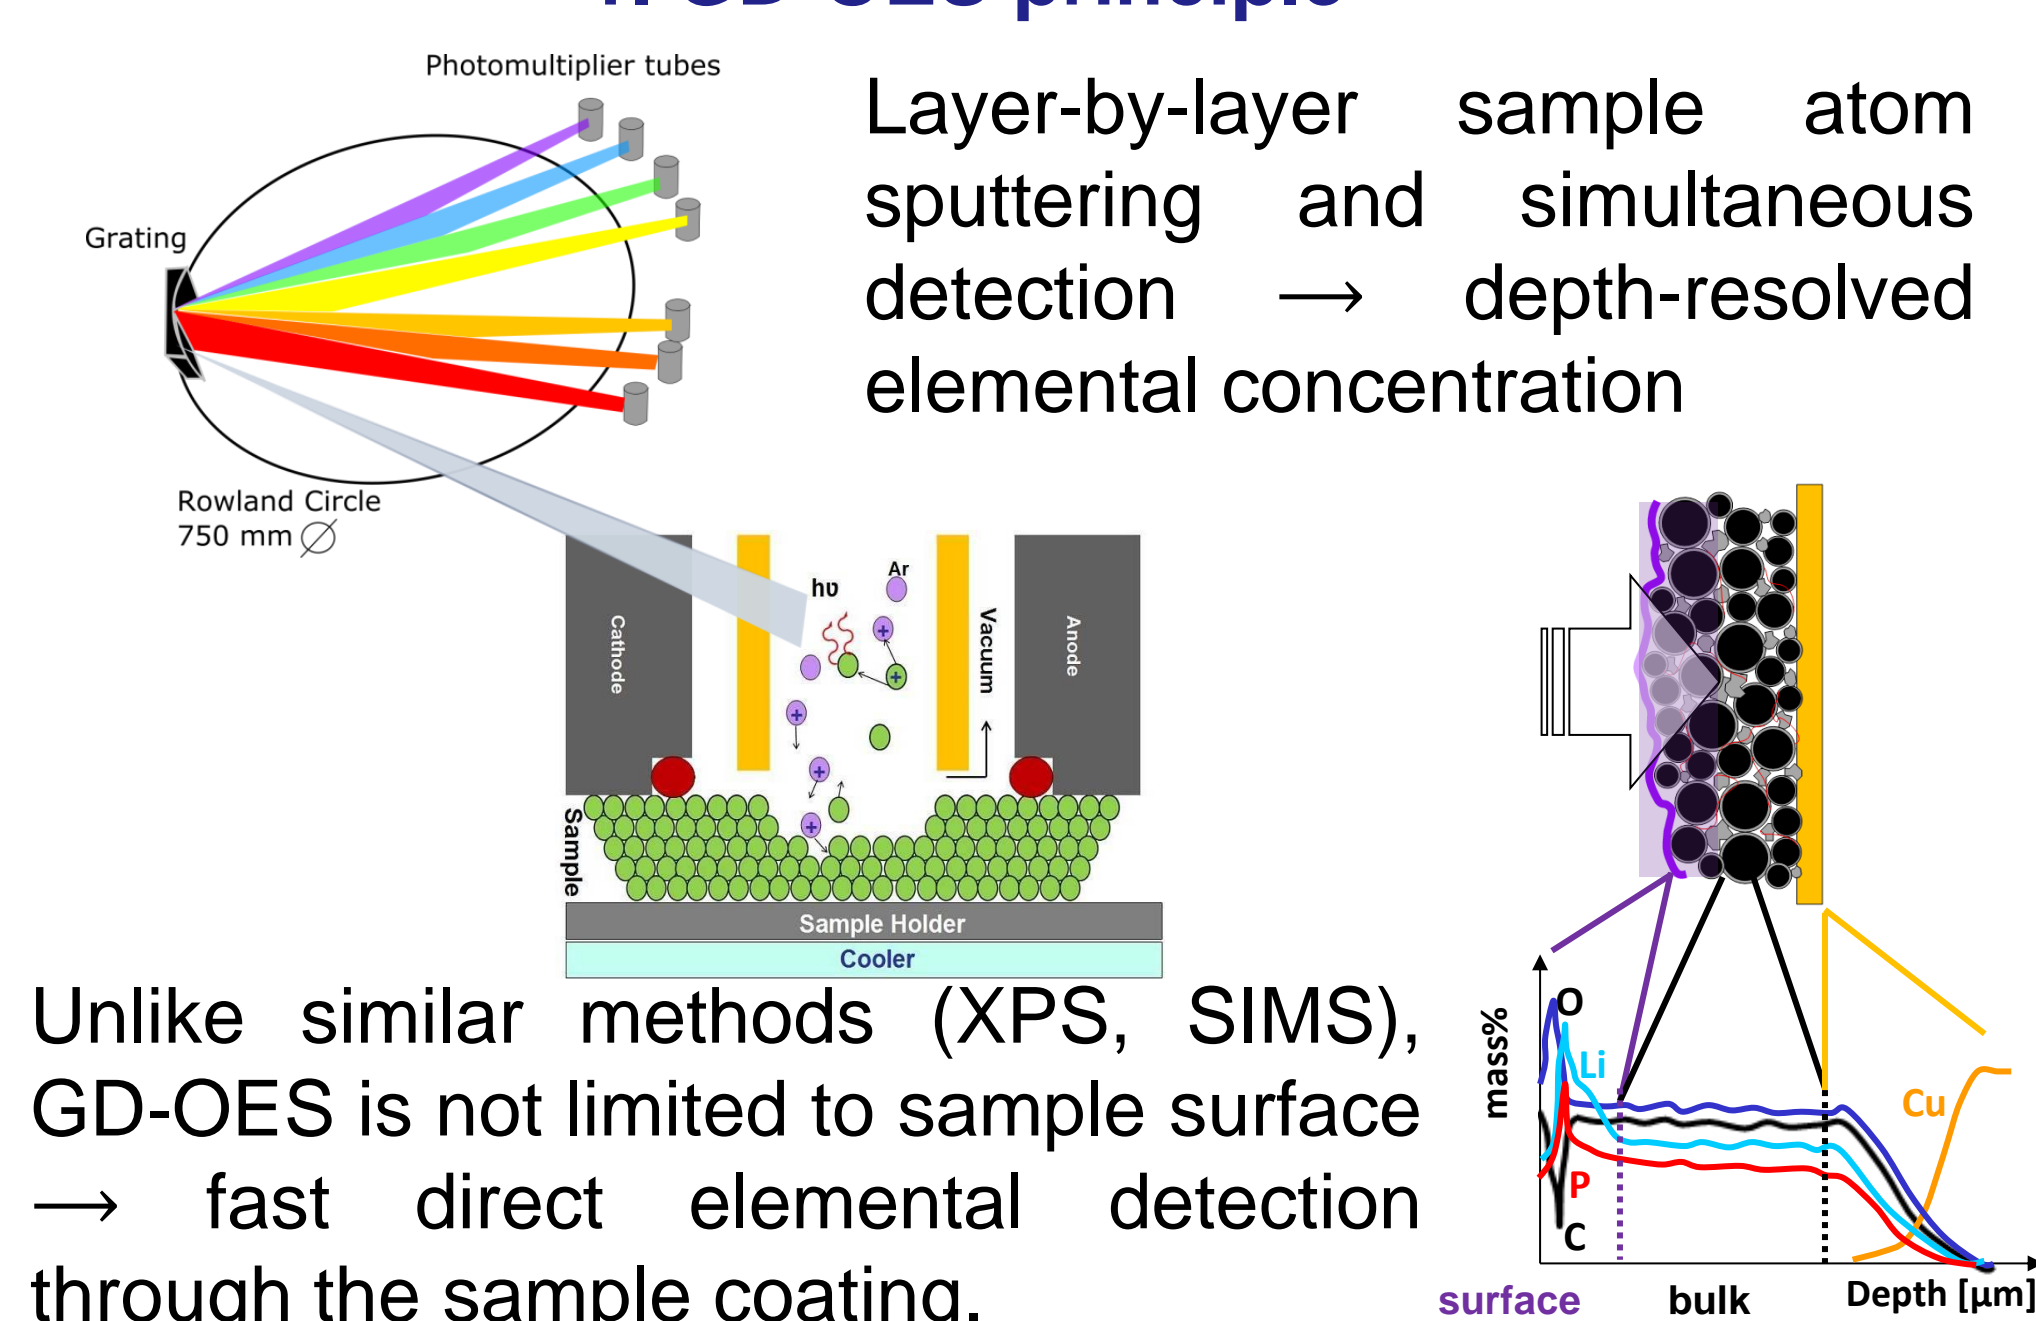 GD-OES principle
Photomultiplier tubes
Grating
Rowland Circle
750 mm
Layer-by-layer sample atom
sputtering and simultaneous
detection → depth-resolved
elemental concentration
hυ
Ar
Cathode
Vacuum
Anode
Sample
Sample Holder
Cooler
Unlike similar methods (XPS, SIMS),
GD-OES is not limited to sample surface
→ fast direct elemental detection
through the sample coating.
mass%
O
Li
Cu
P
C
surface
bulk
Depth [µm]